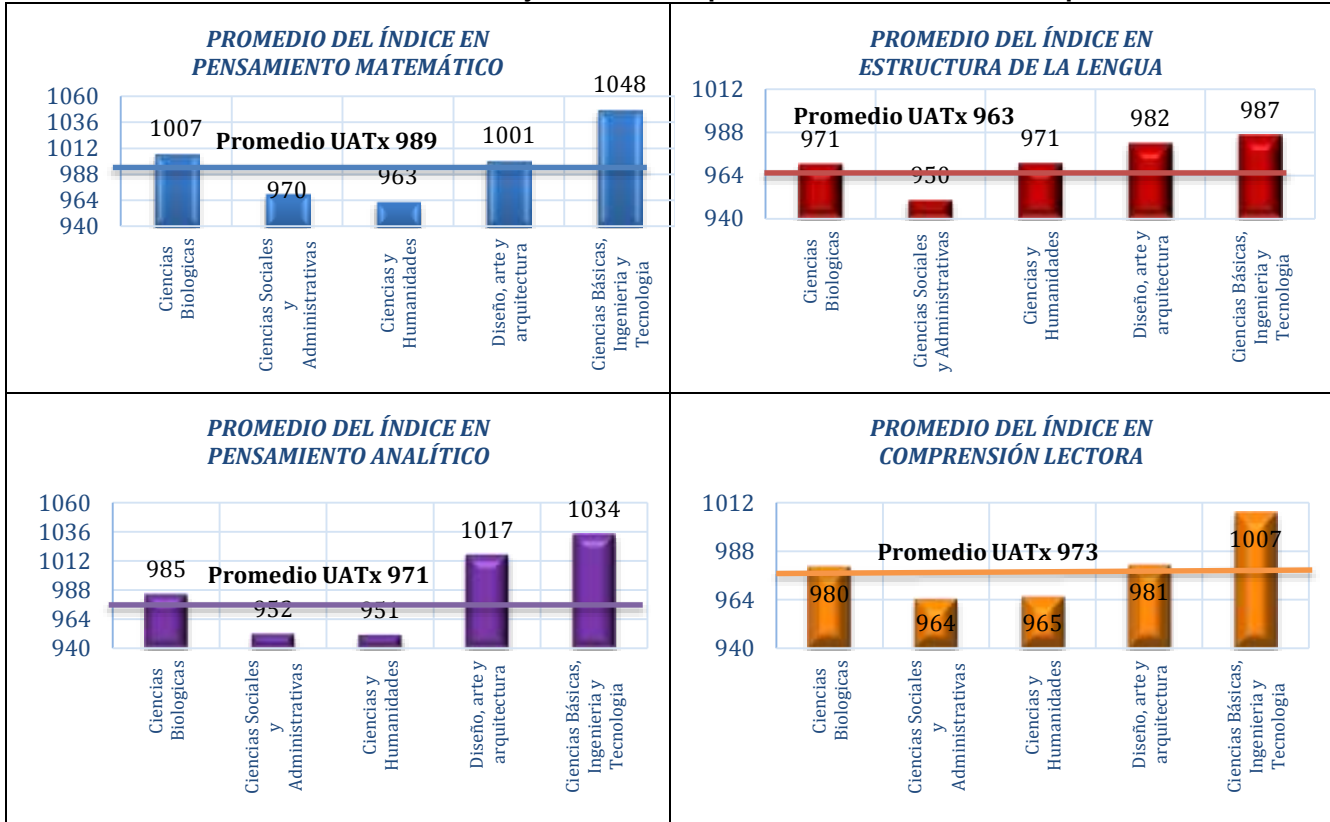 PROMEDIO DEL ÍNDICE EN
PENSAMIENTO MATEMÁTICO
1060
1036
1012
988
964
940
1007
970
963
1001
1048
Promedio UATx 989
Ciencias
Biologicas
Ciencias Sociales
y
Administrativas
Ciencias y
Humanidades
Diseño, arte y
arquitectura
Ciencias Básicas,
Ingenieria y
Tecnologia
PROMEDIO DEL ÍNDICE EN
ESTRUCTURA DE LA LENGUA
1012
988
964
940
971
950
971
982
987
Promedio UATx 963
Ciencias
Biologicas
Ciencias Sociales
y Administrativas
Ciencias y
Humanidades
Diseño, arte y
arquitectura
Ciencias Básicas,
Ingenieria y
Tecnologia
PROMEDIO DEL ÍNDICE EN
PENSAMIENTO ANALÍTICO
1060
1036
1012
988
964
940
985
952
951
1017
1034
Promedio UATx 971
Ciencias
Biologicas
Ciencias Sociales
y
Administrativas
Ciencias y
Humanidades
Diseño, arte y
arquitectura
Ciencias Básicas,
Ingenieria y
Tecnologia
PROMEDIO DEL ÍNDICE EN
COMPRENSIÓN LECTORA
1012
988
964
940
980
964
965
981
1007
Promedio UATx 973
Ciencias
Biologicas
Ciencias Sociales
y
Administrativas
Ciencias y
Humanidades
Diseño, arte y
arquitectura
Ciencias Básicas,
Ingenieria y
Tecnologia